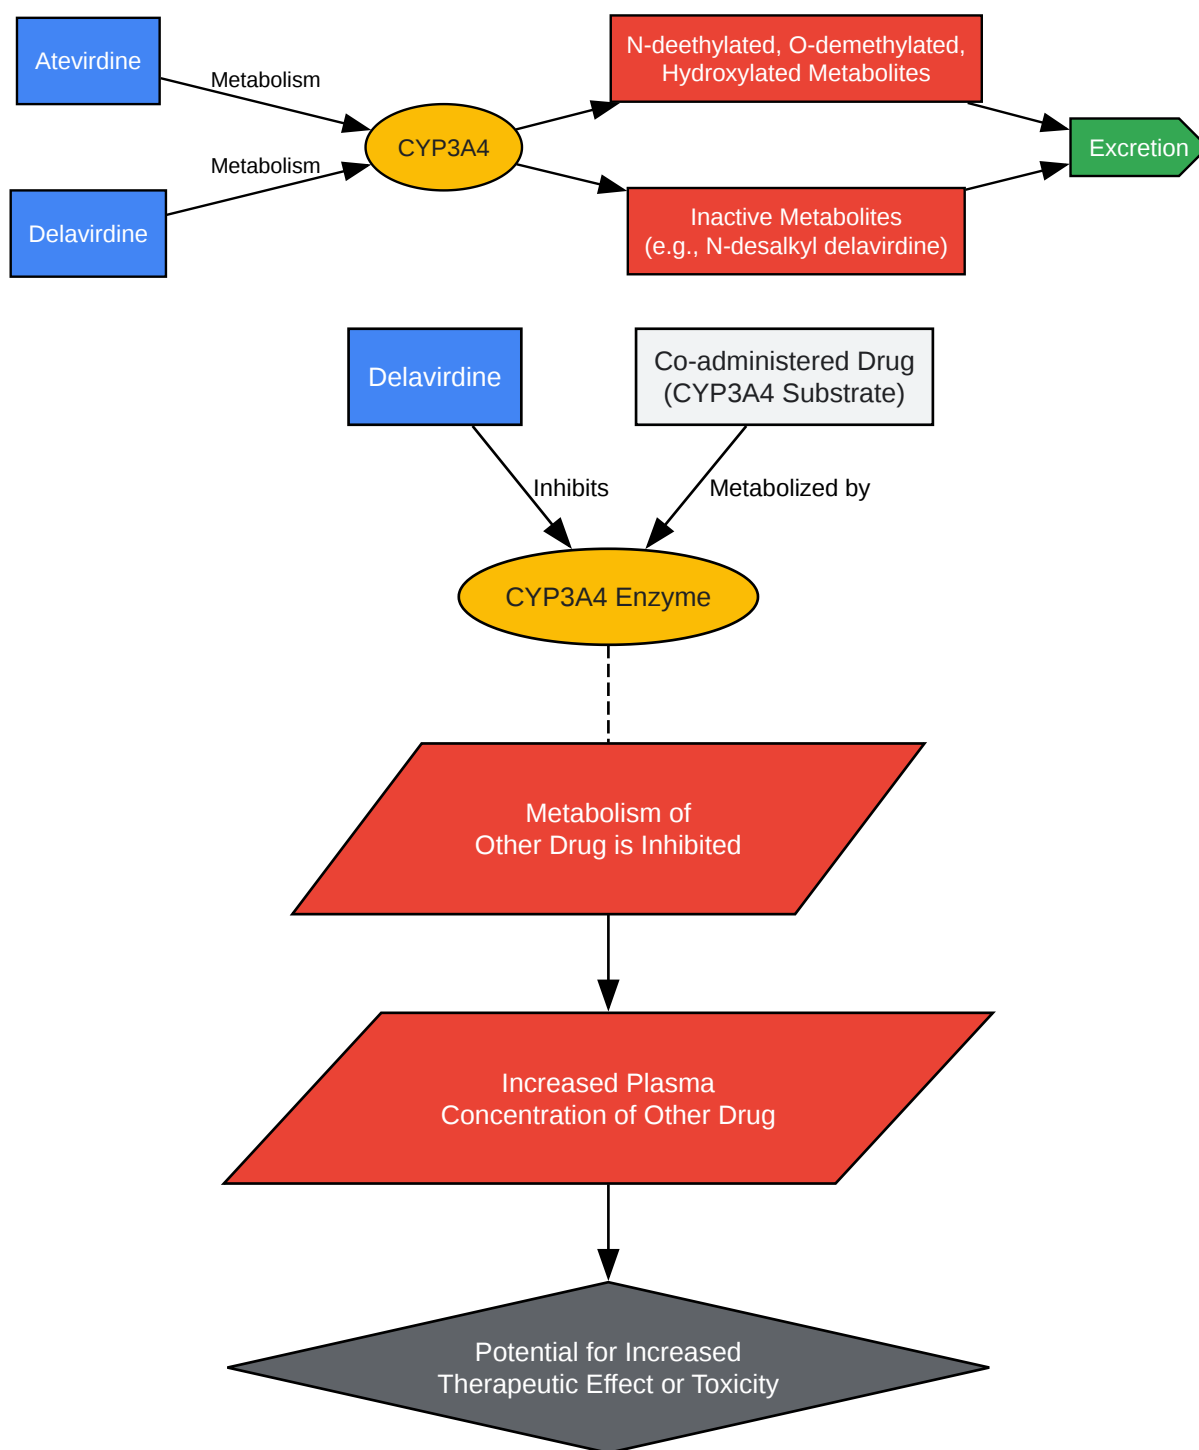 Atevirdine
Metabolism
Delavirdine
Metabolism
CYP3A4
N-deethylated, O-demethylated,
Hydroxylated Metabolites
Inactive Metabolites
(e.g., N-desalkyl delavirdine)
Excretion
Delavirdine
Co-administered Drug
(CYP3A4 Substrate)
Inhibits
Metabolized by
CYP3A4 Enzyme
Metabolism of
Other Drug is Inhibited
Increased Plasma
Concentration of Other Drug
Potential for Increased
Therapeutic Effect or Toxicity